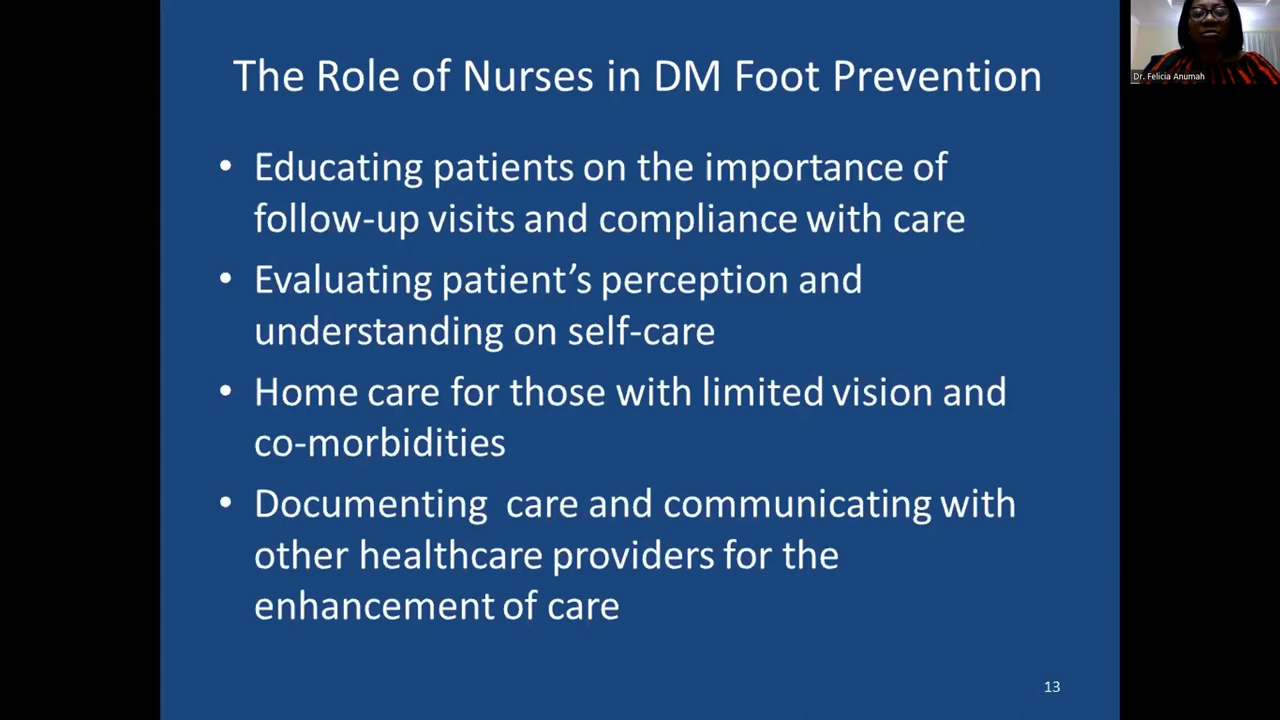 The Role of Nurses in DM Foot Prevention
• Educating patients on the importance of
follow-up visits and compliance with care
• Evaluating patient’s perception and
understanding on self-care
• Home care for those with limited vision and
co-morbidities
• Documenting  care and communicating with
other healthcare providers for the
enhancement of care
13
Dr. Felicia Anumah